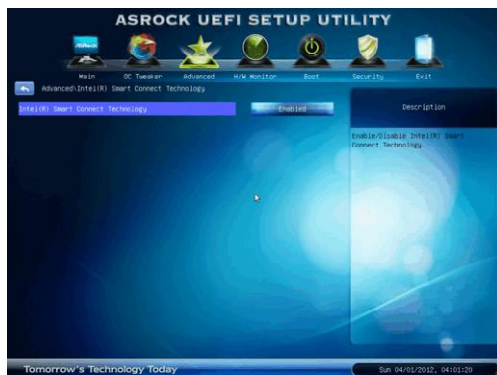 ASROCK UEFI SETUP UTILITY
ASRock
Main
OC Tweaker
Advanced
H/W Monitor
Boot
Security
Exit
Advanced\Intel(R) Smart Connect Technology
Intel(R) Smart Connect Technology
Enabled
Description
Enable/Disable Intel(R) Smart
Connect Technology.
Tomorrow's Technology Today
Sun 04/01/2012, 04:01:20